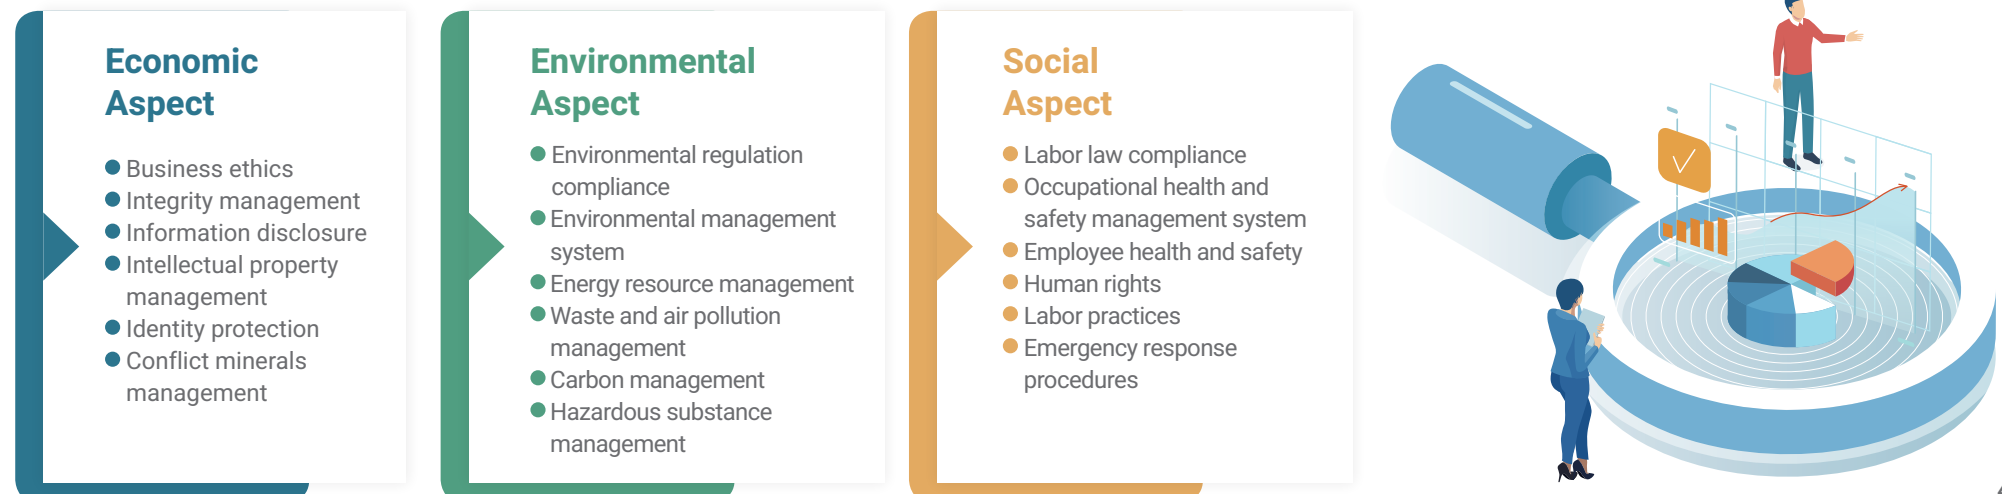 Economic
Aspect
Business ethics
Integrity management
Information disclosure
Intellectual property
management
Identity protection
Conflict minerals
management
Environmental
Aspect
Environmental regulation
compliance
Environmental management
system
Energy resource management
Waste and air pollution
management
Carbon management
Hazardous substance
management
Social
Aspect
Labor law compliance
Occupational health and
safety management system
Employee health and safety
Human rights
Labor practices
Emergency response
procedures